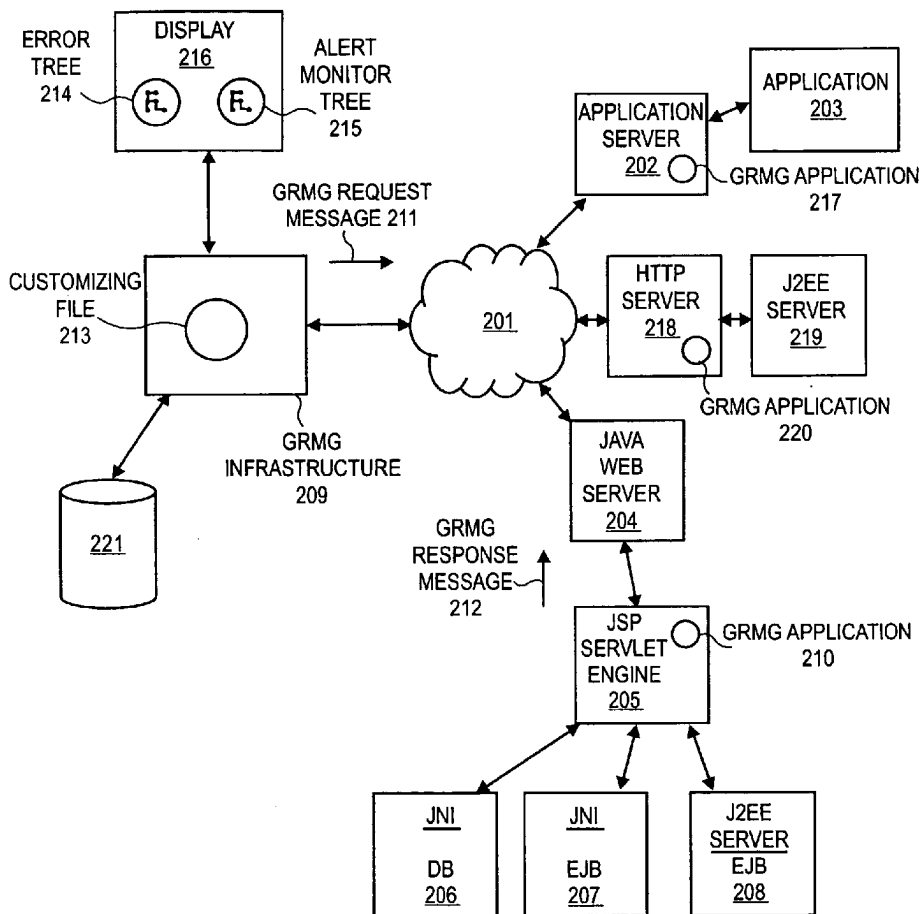 ERROR
TREE
214
DISPLAY
216
ALERT
MONITOR
TREE
215
APPLICATION
SERVER
202
APPLICATION
203
GRMG APPLICATION
217
GRMG REQUEST
MESSAGE 211
CUSTOMIZING
FILE
213
201
HTTP
SERVER
218
J2EE
SERVER
219
GRMG APPLICATION
220
GRMG
INFRASTRUCTURE
209
JAVA
WEB
SERVER
204
221
GRMG
RESPONSE
MESSAGE
212
JSP
SERVLET
ENGINE
205
GRMG APPLICATION
210
JNI
DB
206
JNI
EJB
207
J2EE
SERVER
EJB
208